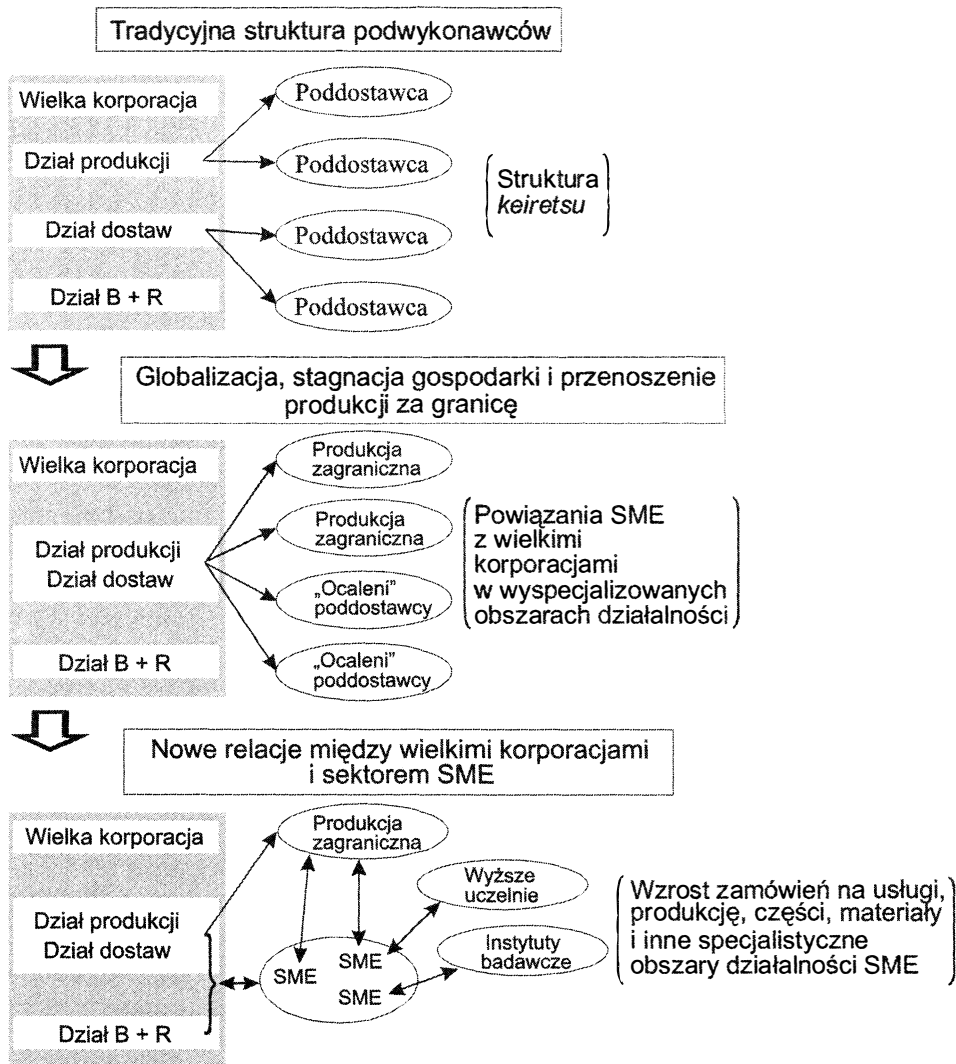 Tradycyjna struktura podwykonawców
Wielka korporacja
Dział produkcji
Dział dostaw
Dział B + R
Poddostawca
Poddostawca
Poddostawca
Poddostawca
Struktura
keiretsu
Globalizacja, stagnacja gospodarki i przenoszenie
produkcji za granicę
Wielka korporacja
Dział produkcji
Dział dostaw
Dział B + R
Produkcja
zagraniczna
Produkcja
zagraniczna
„Ocaleni”
poddostawcy
„Ocaleni”
poddostawcy
Powiązania SME
z wielkimi
korporacjami
w wyspecjalizowanych
obszarach działalności
Nowe relacje między wielkimi korporacjami
i sektorem SME
Wielka korporacja
Dział produkcji
Dział dostaw
Dział B + R
Produkcja
zagraniczna
SME
SME
SME
Wyższe
uczelnie
Instytuty
badawcze
Wzrost zamówień na usługi,
produkcję, części, materiały
i inne specjalistyczne
obszary działalności SME